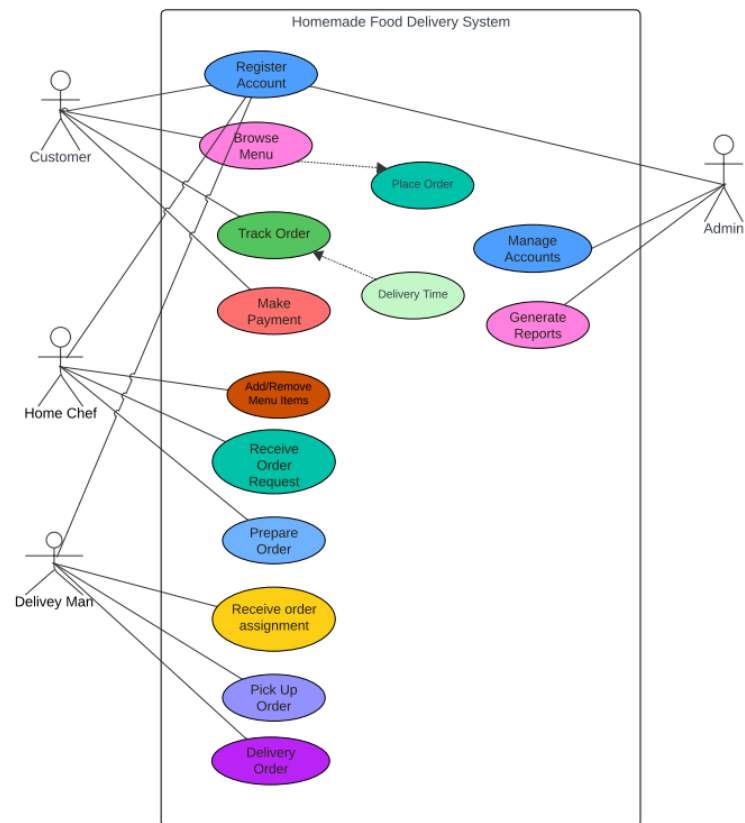 Homemade Food Delivery System
Register
Account
Customer
Browse
Menu
Place Order
Admin
Track Order
Manage
Accounts
Delivery Time
Make
Payment
Generate
Reports
Home Chef
Add/Remove
Menu Items
Receive
Order
Request
Prepare
Order
Delivey Man
Receive order
assignment
Pick Up
Order
Delivery
Order